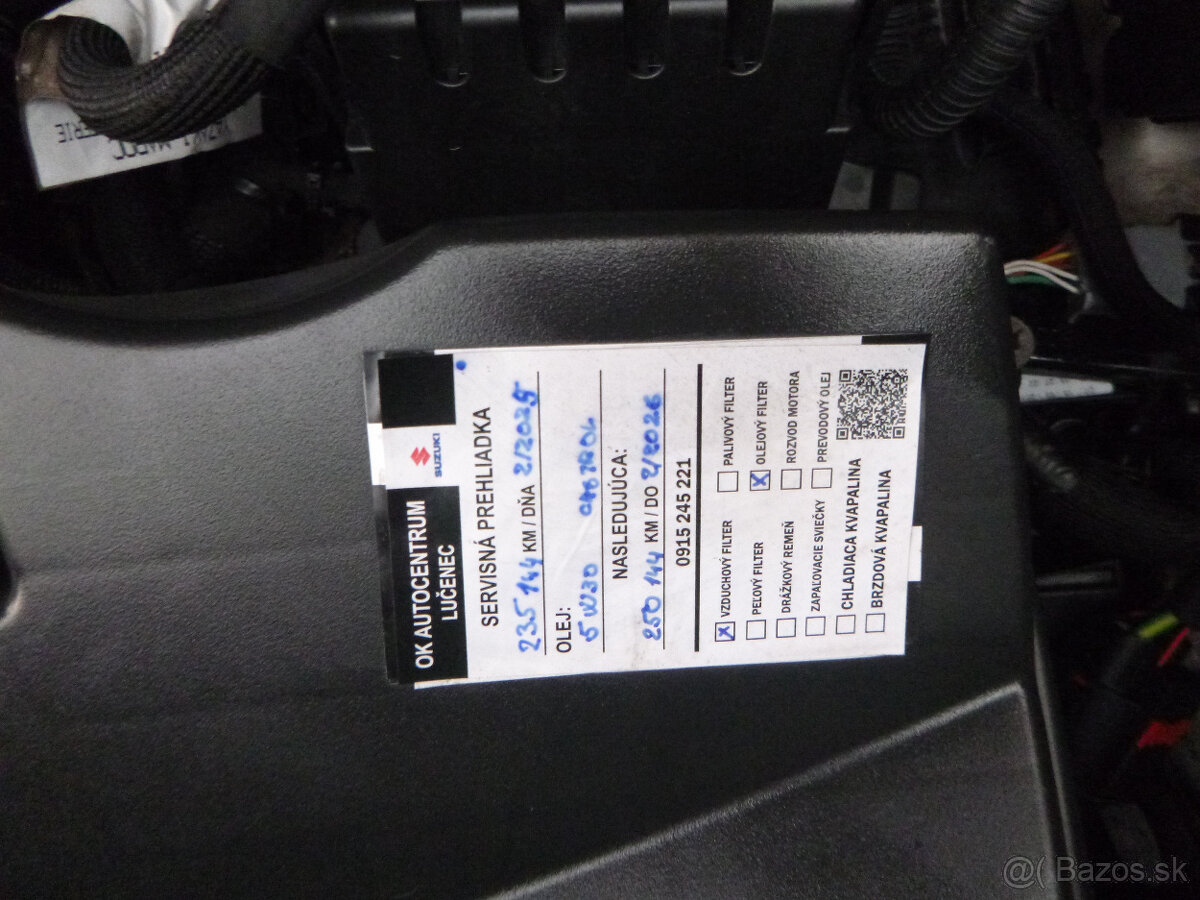 OK AUTOCENTRUM
LUČENEC
SUZUKI
SERVISNÁ PREHLIADKA
235 144 KM / DŇA 2/2025
OLEJ:
5W30
NASLEDUJÚCA:
250 144 KM / DO 2/2026
0915 245 221
X VZDUCHOVÝ FILTER
PALIVOVÝ FILTER
PEĽOVÝ FILTER
X OLEJOVÝ FILTER
DRÁŽKOVÝ REMEŇ
ROZVOD MOTORA
ZAPAĽOVACIE SVIEČKY
PREVODOVÝ OLEJ
CHLADIACA KVAPALINA
BRZDOVÁ KVAPALINA
YAZAKI MAROC
@( Bazos.sk